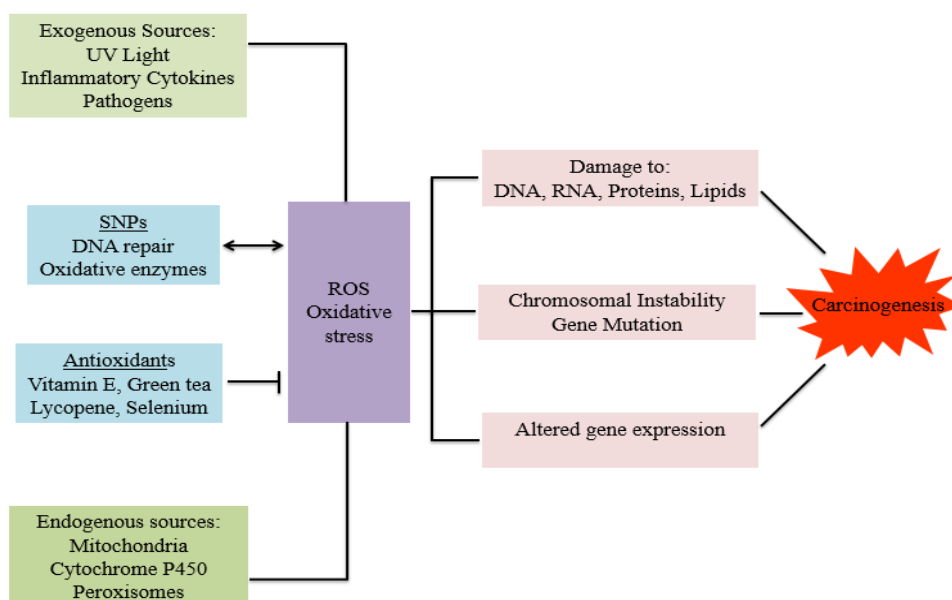 Exogenous Sources:
UV Light
Inflammatory Cytokines
Pathogens
SNPs
DNA repair
Oxidative enzymes
Antioxidants
Vitamin E, Green tea
Lycopene, Selenium
Endogenous sources:
Mitochondria
Cytochrome P450
Peroxisomes
ROS
Oxidative
stress
Damage to:
DNA, RNA, Proteins, Lipids
Chromosomal Instability
Gene Mutation
Altered gene expression
Carcinogenesis